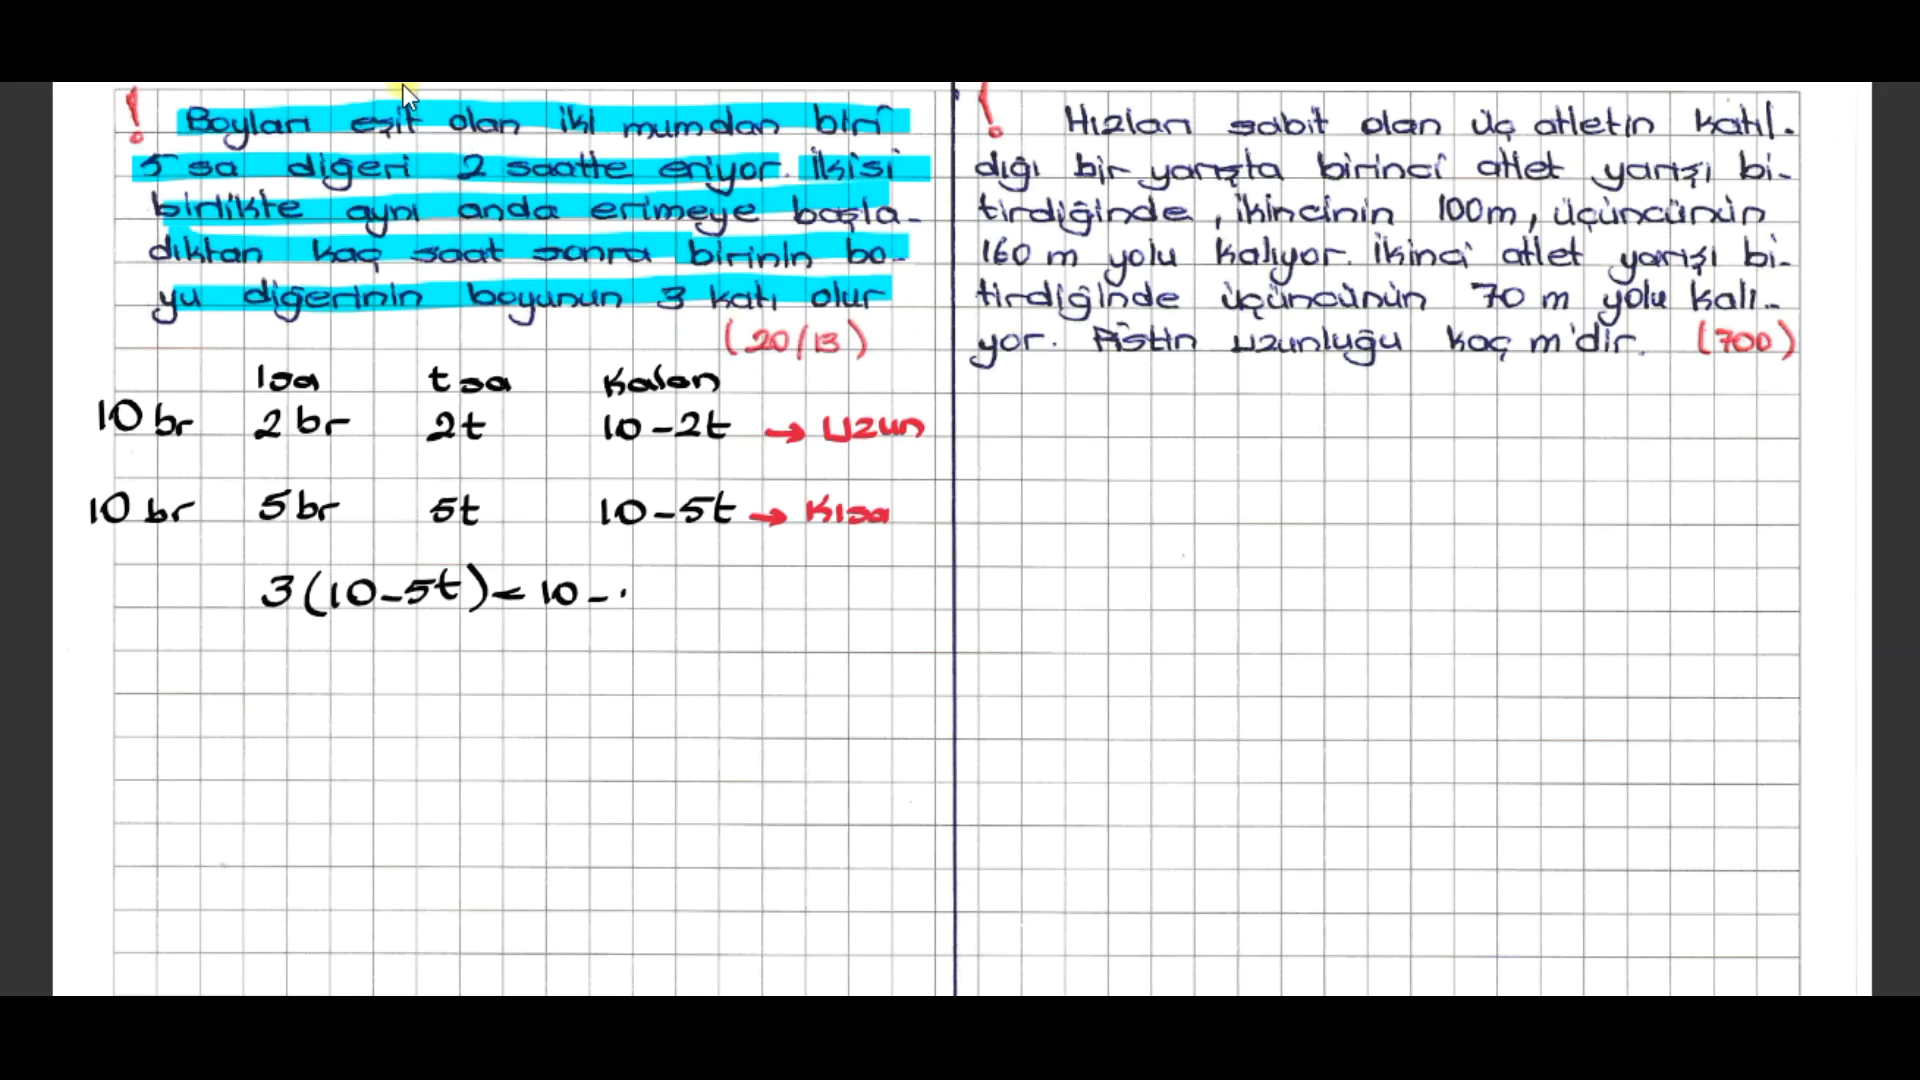 ! Boyları eşit olan iki mumdan biri
5 sa diğeri 2 saatte eriyor. İkisi
birlikte aynı anda erimeye başla-
dıktan kaç saat sonra birinin bo-
yu diğerinin boyunun 3 katı olur
(20/13)
1sa tsa Kalan
10 br 2 br 2t 10-2t → Uzun
10 br 5 br 5t 10-5t → Kısa
3(10-5t) = 10-
! Hızları sabit olan üç atletin katıl-
dığı bir yarışta birinci atlet yarışı bi-
tirdiğinde, ikincinin 100m, üçüncünün
160 m yolu kalıyor. İkinci atlet yarışı bi-
tirdiğinde üçüncünün 70 m yolu kalı-
yor. Pistin uzunluğu kaç m'dir. (700)